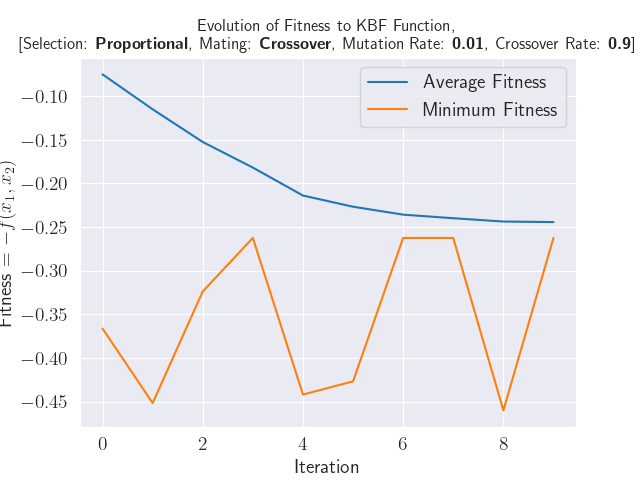 Evolution of Fitness to KBF Function,
[Selection: Proportional, Mating: Crossover, Mutation Rate: 0.01, Crossover Rate: 0.9]
Average Fitness
Minimum Fitness
−0.10
−0.15
−0.20
−0.25
−0.30
−0.35
−0.40
−0.45
Fitness = −f(x₁, x₂)
0 2 4 6 8
Iteration